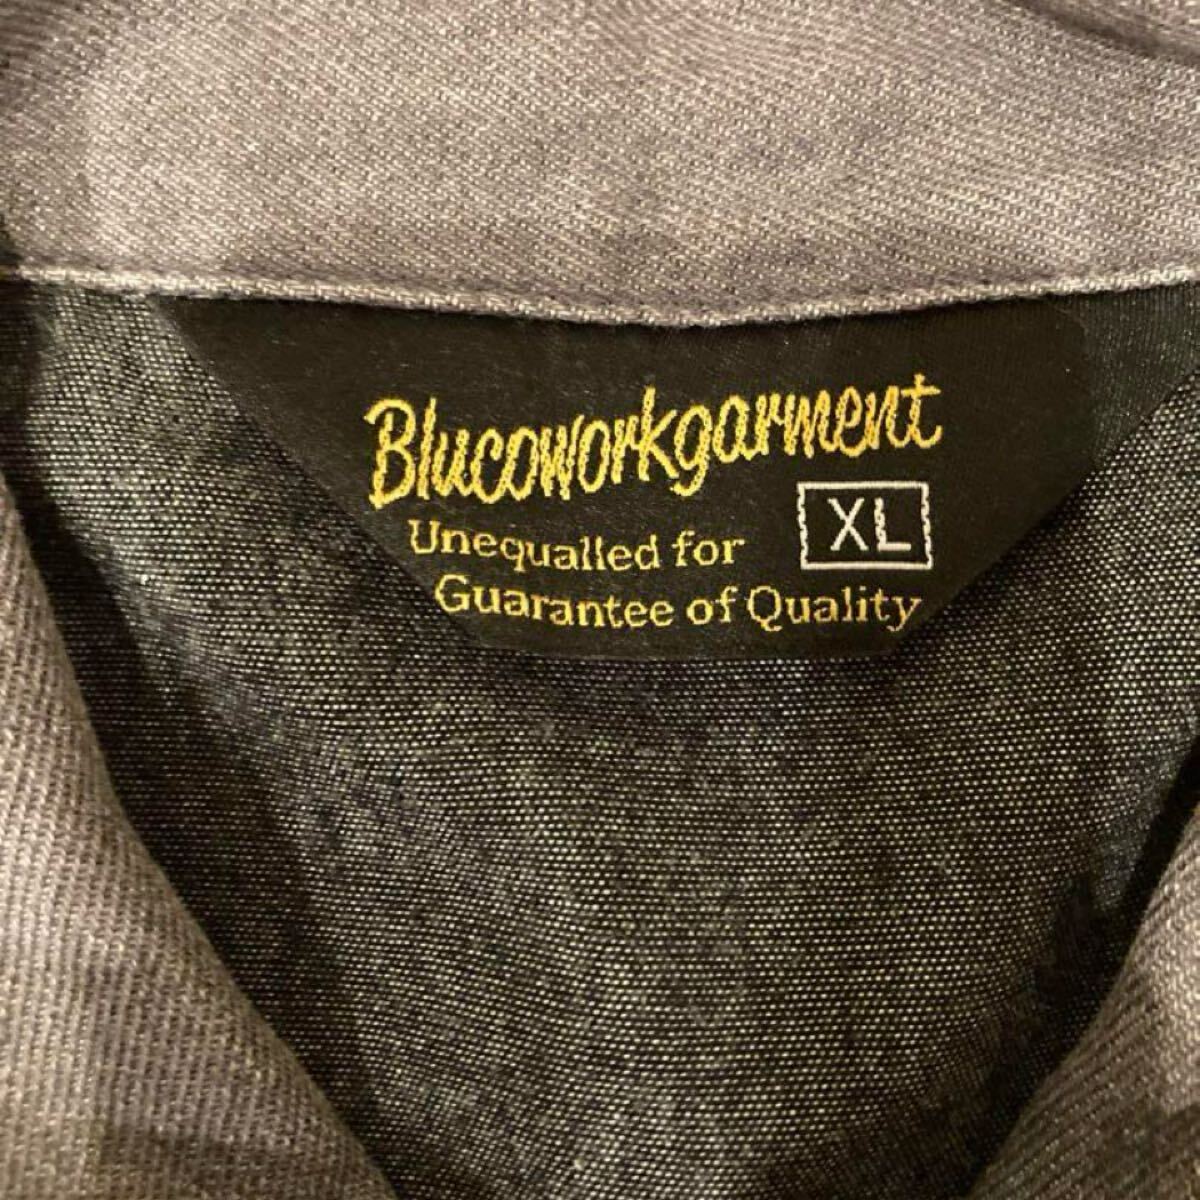 Blucoworkgarment
Unequalled for
XL
Guarantee of Quality